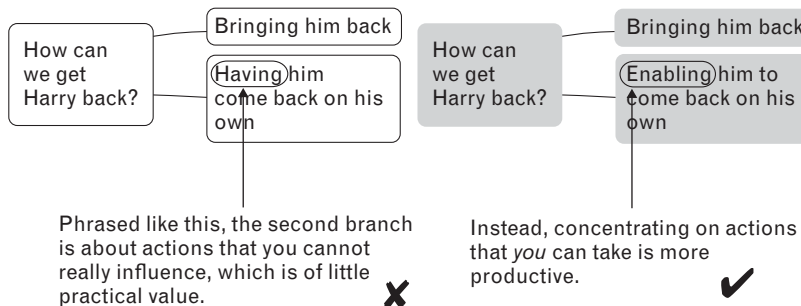 How can
we get
Harry back?
Bringing him back
Having him
come back on his
own
Phrased like this, the second branch
is about actions that you cannot
really influence, which is of little
practical value.
How can
we get
Harry back?
Bringing him back
Enabling him to
come back on his
own
Instead, concentrating on actions
that you can take is more
productive.